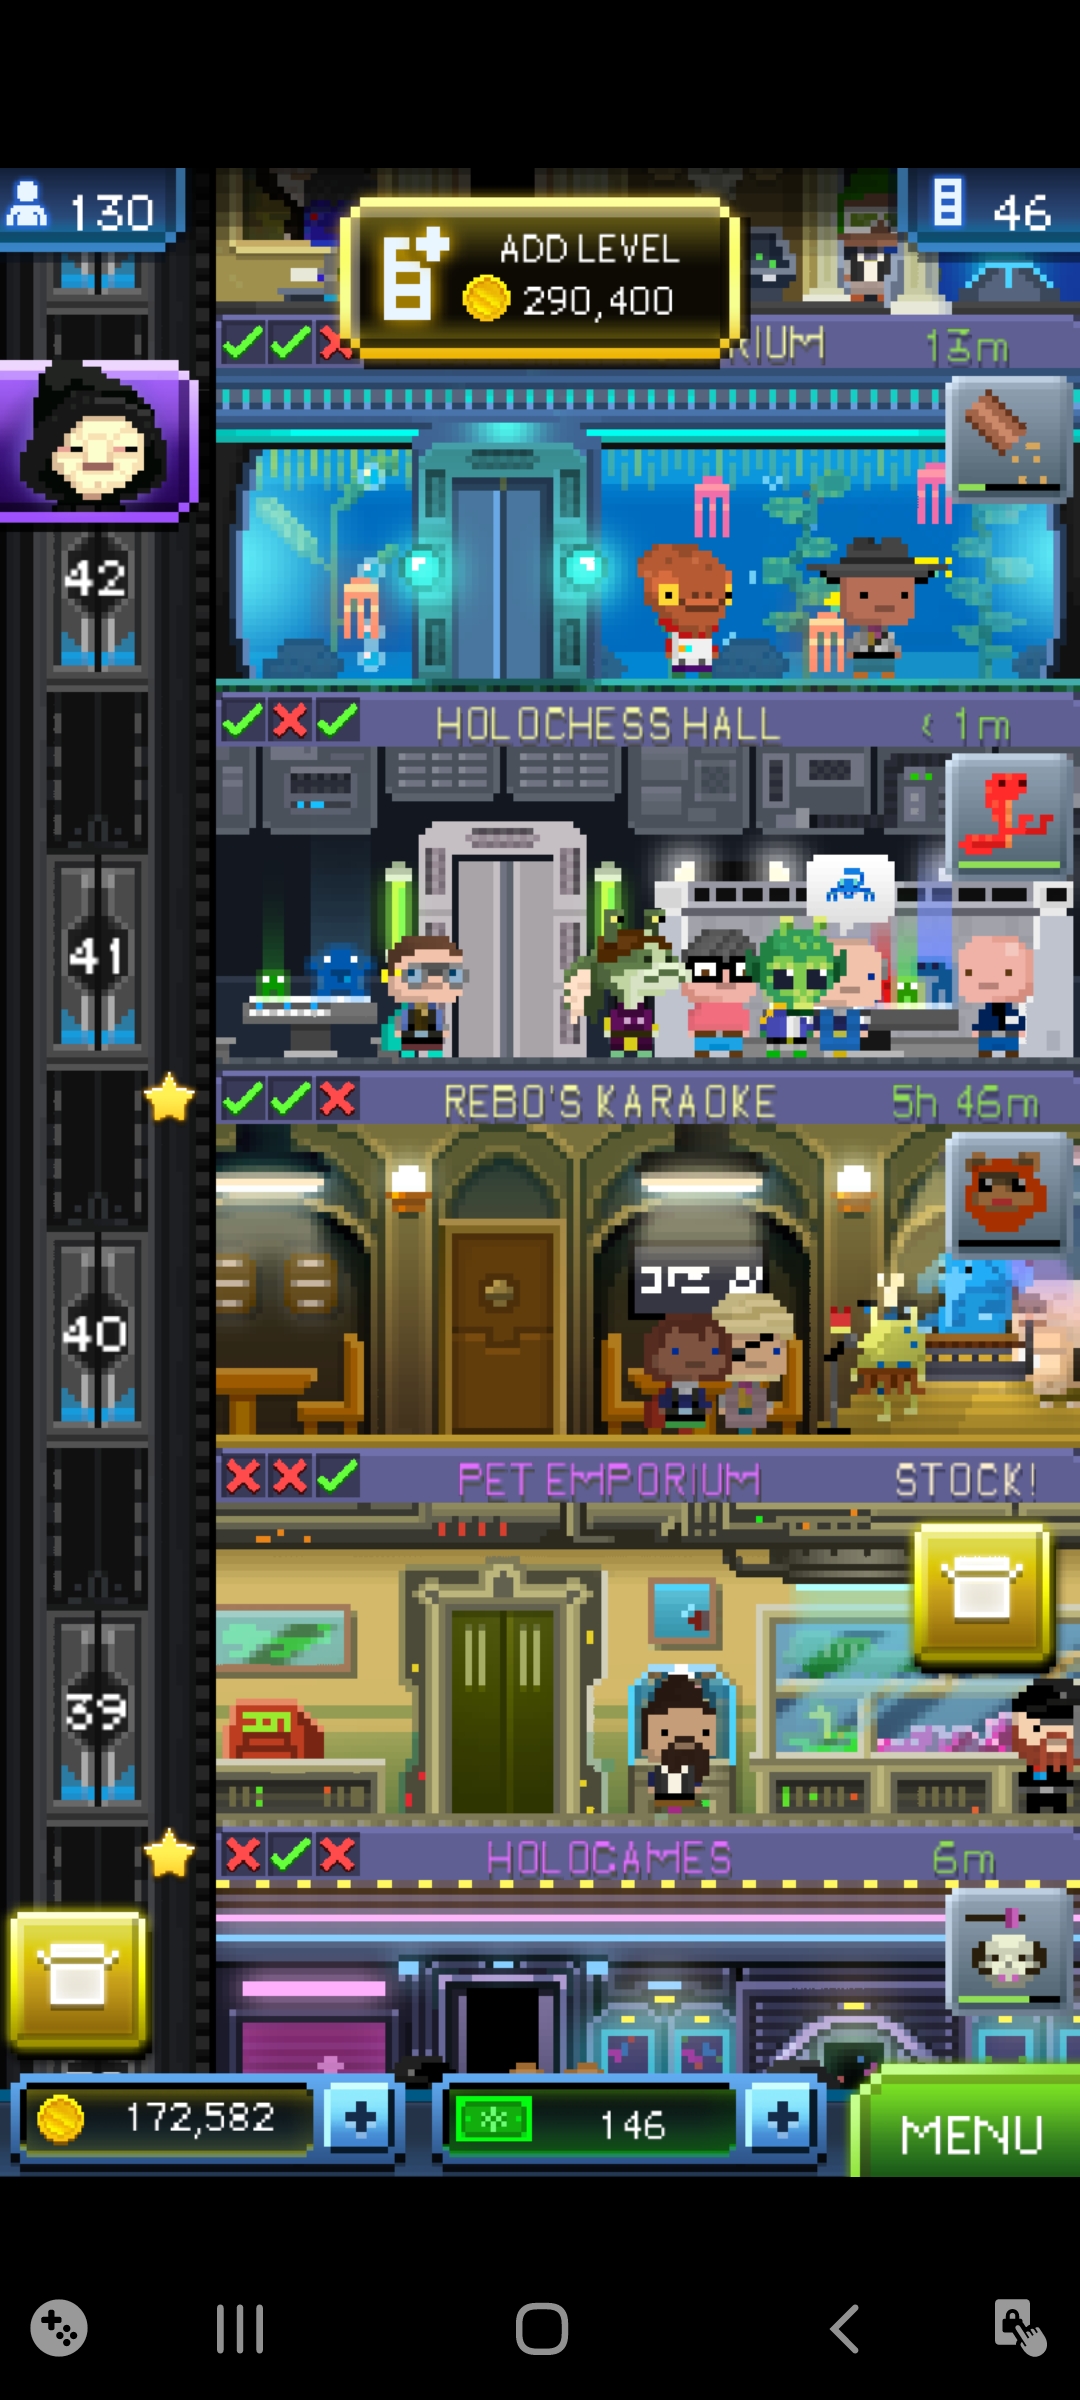 130
ADD LEVEL
290,400
46
RIUM 13m
42
HOLOCHESS HALL < 1m
41
REBO'S KARAOKE 5h 46m
40
PET EMPORIUM STOCK!
39
HOLOGAMES 6m
172,582
146
MENU